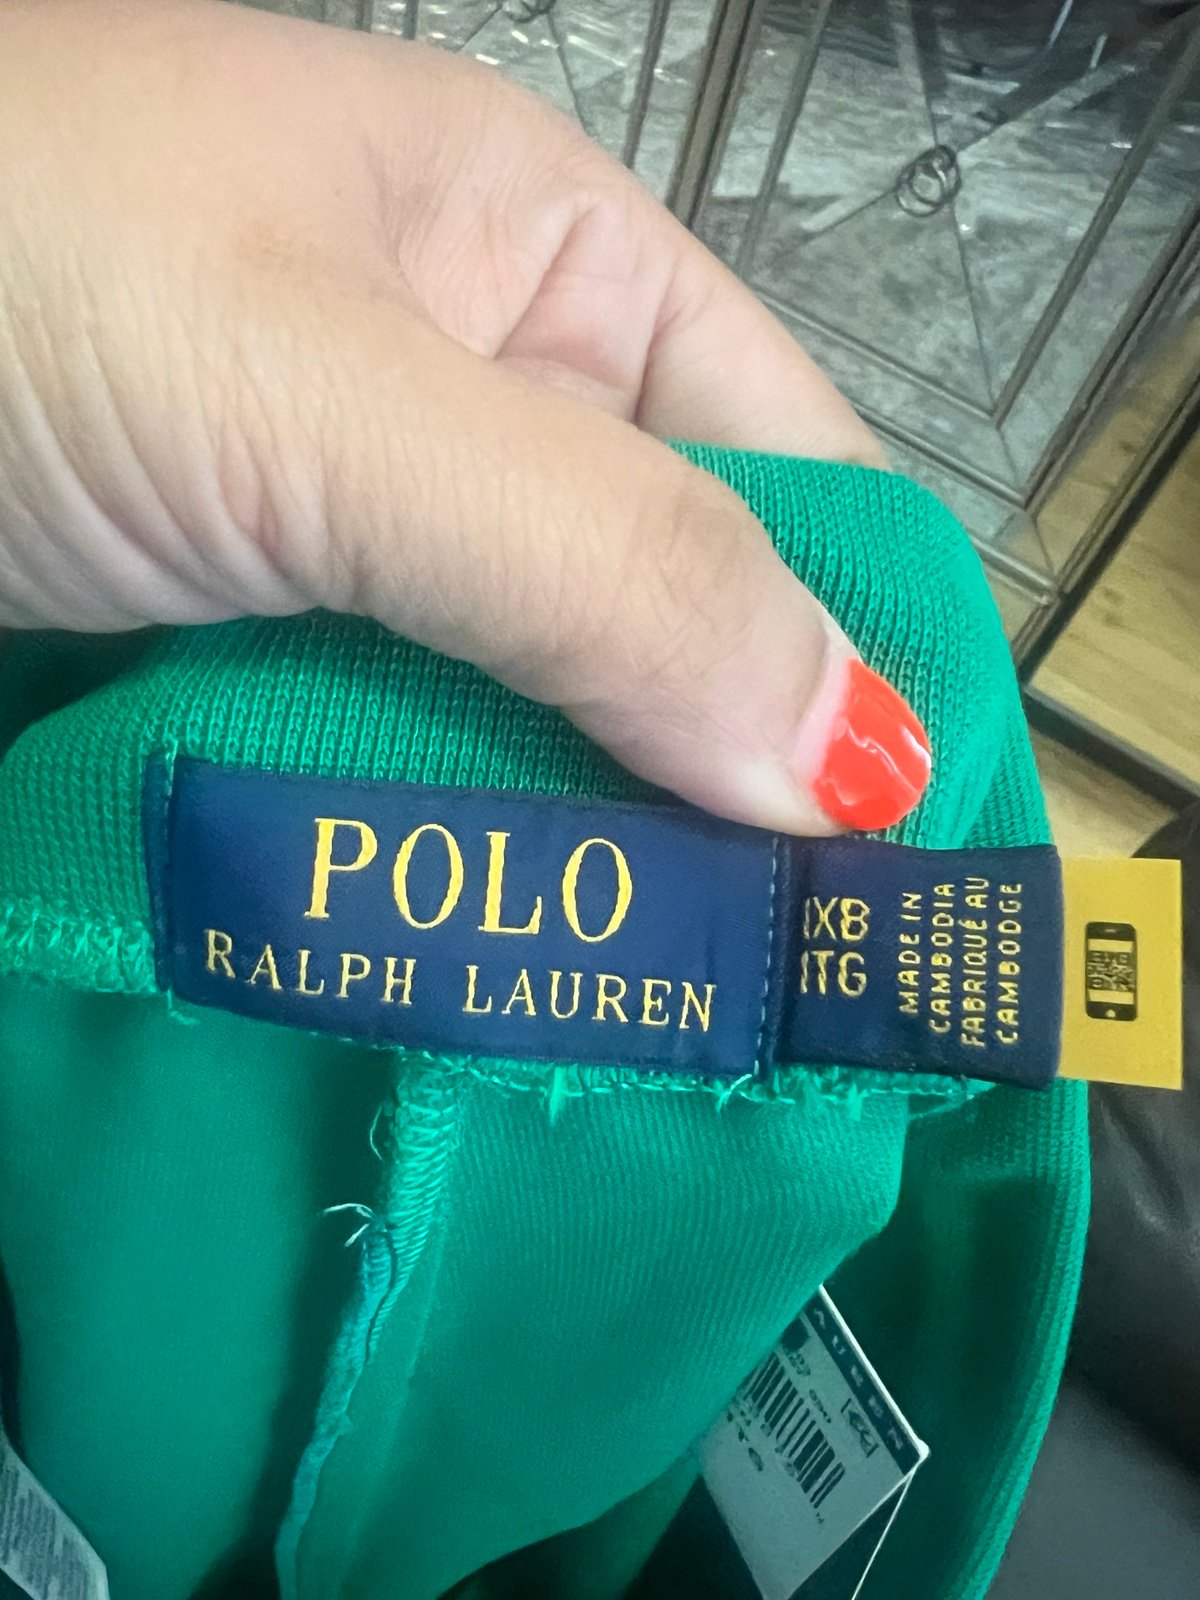 POLO
RALPH LAUREN
1XB
1TG
MADE IN
CAMBODIA
FABRIQUÉ AU
CAMBODGE